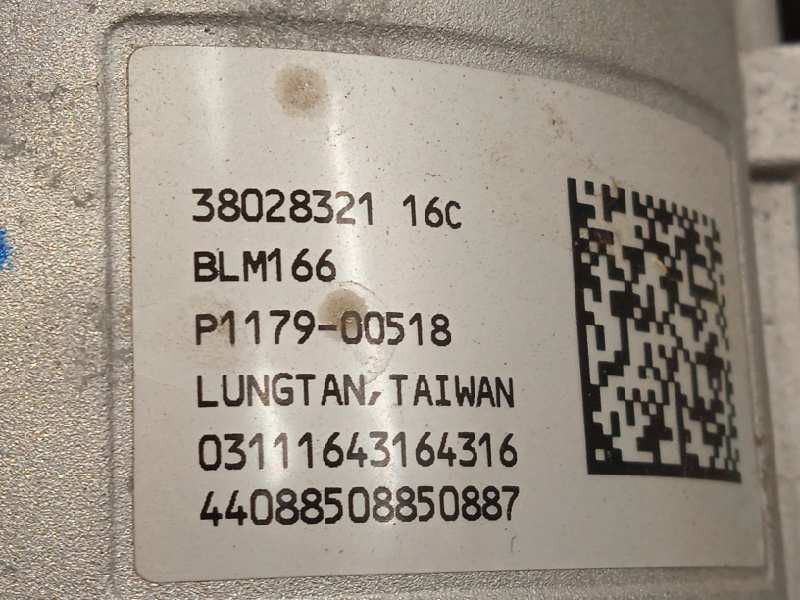 38028321 16C
BLM166
P1179-00518
LUNGTAN, TAIWAN
03111643164316
44088508850887